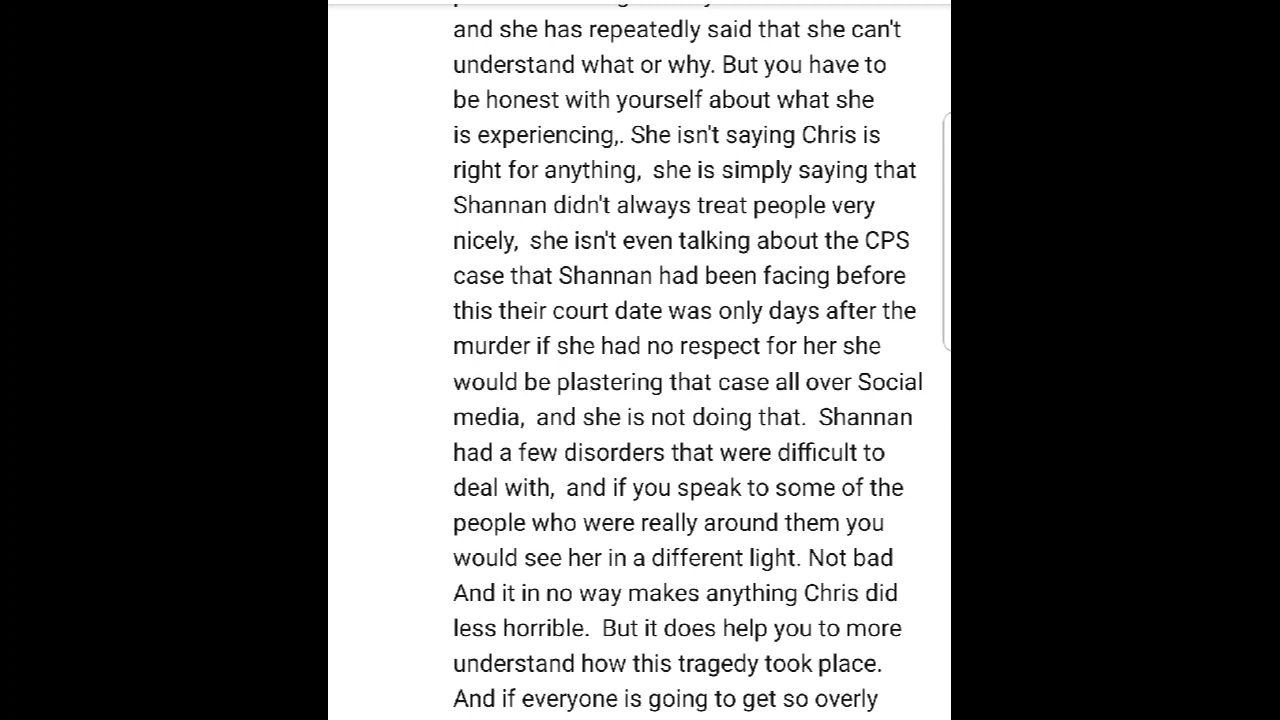 and she has repeatedly said that she can't
understand what or why. But you have to
be honest with yourself about what she
is experiencing,. She isn't saying Chris is
right for anything,  she is simply saying that
Shannan didn't always treat people very
nicely,  she isn't even talking about the CPS
case that Shannan had been facing before
this their court date was only days after the
murder if she had no respect for her she
would be plastering that case all over Social
media,  and she is not doing that.  Shannan
had a few disorders that were difficult to
deal with,  and if you speak to some of the
people who were really around them you
would see her in a different light. Not bad
And it in no way makes anything Chris did
less horrible.  But it does help you to more
understand how this tragedy took place.
And if everyone is going to get so overly